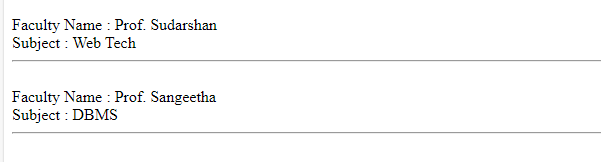 Faculty Name : Prof. Sudarshan
Subject : Web Tech
Faculty Name : Prof. Sangeetha
Subject : DBMS